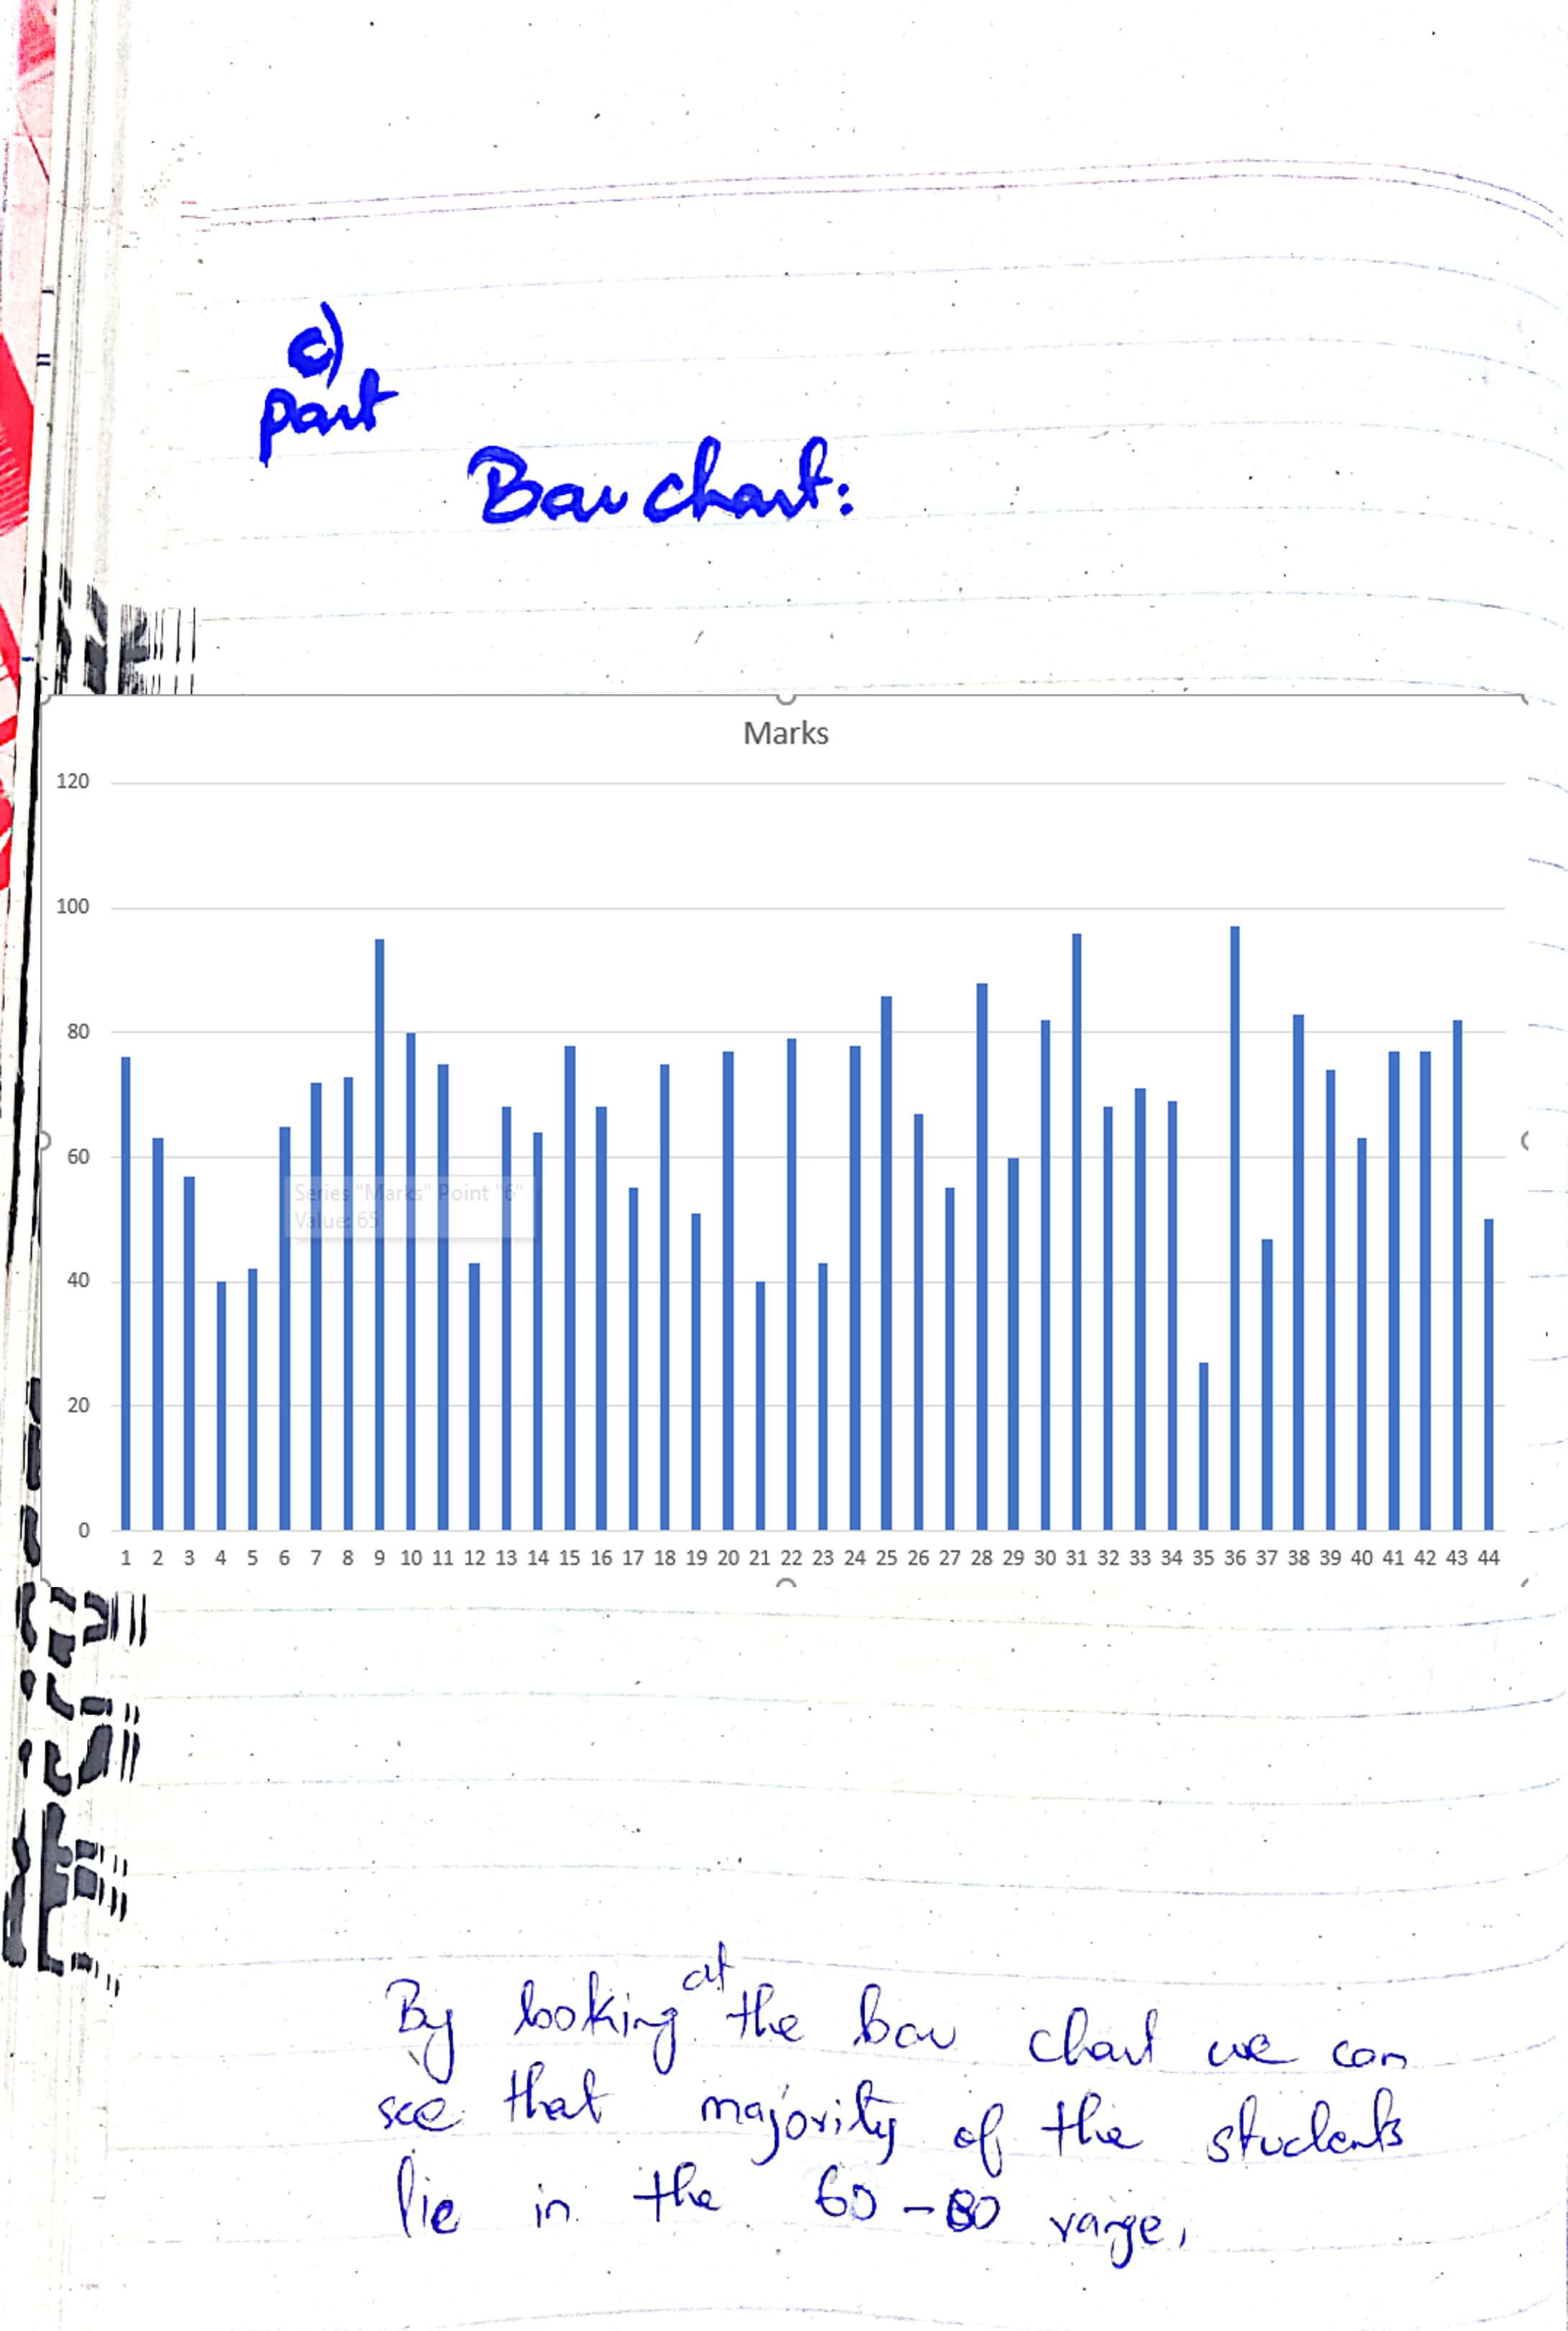 c)
part
Bar chart:
Marks
120
100
80
60
Series "Marks" Point "6"
Value: 65
40
20
0
1 2 3 4 5 6 7 8 9 10 11 12 13 14 15 16 17 18 19 20 21 22 23 24 25 26 27 28 29 30 31 32 33 34 35 36 37 38 39 40 41 42 43 44
By looking at the bar chart we can
see that majority of the students
lie in the 60-80 range.